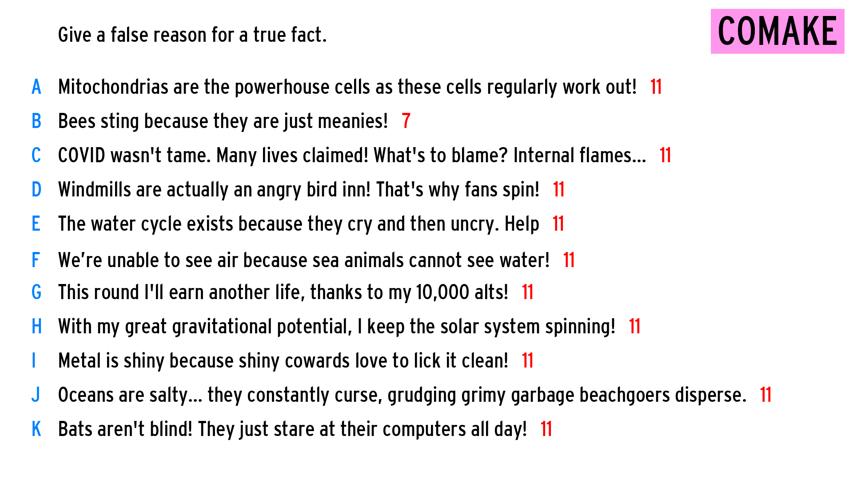 Give a false reason for a true fact.
COMAKE
A Mitochondrias are the powerhouse cells as these cells regularly work out! 11
B Bees sting because they are just meanies! 7
C COVID wasn't tame. Many lives claimed! What's to blame? Internal flames... 11
D Windmills are actually an angry bird inn! That's why fans spin! 11
E The water cycle exists because they cry and then uncry. Help 11
F We’re unable to see air because sea animals cannot see water! 11
G This round I'll earn another life, thanks to my 10,000 alts! 11
H With my great gravitational potential, I keep the solar system spinning! 11
I Metal is shiny because shiny cowards love to lick it clean! 11
J Oceans are salty... they constantly curse, grudging grimy garbage beachgoers disperse. 11
K Bats aren't blind! They just stare at their computers all day! 11